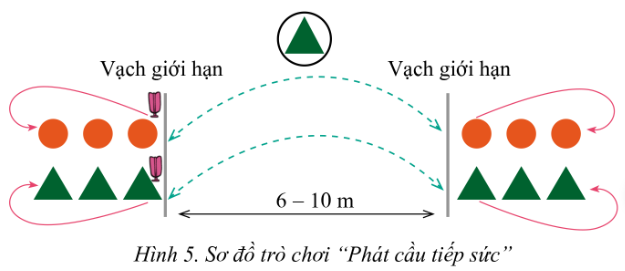 Vạch giới hạn
Vạch giới hạn
6 – 10 m
Hình 5. Sơ đồ trò chơi “Phát cầu tiếp sức”